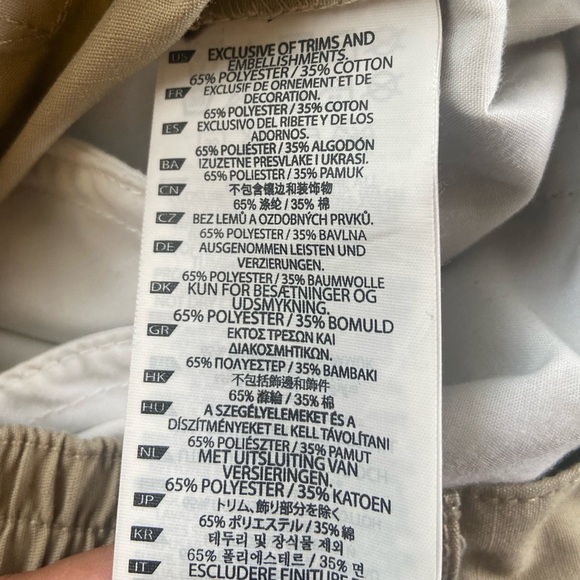 US EXCLUSIVE OF TRIMS AND
EMBELLISHMENTS.
65% POLYESTER / 35% COTTON
FR EXCLUSIF DE ORNEMENT ET DE
DECORATION.
65% POLYESTER / 35% COTON
ES EXCLUSIVO DEL RIBETE Y DE LOS
ADORNOS.
65% POLIÉSTER / 35% ALGODÓN
BA IZUZETNE PRESVLAKE I UKRASI.
65% POLIESTER / 35% PAMUK
CN 不包含镶边和装饰物
65% 涤纶 / 35% 棉
CZ BEZ LEMŮ A OZDOBNÝCH PRVKŮ.
65% POLYESTER / 35% BAVLNA
DE AUSGENOMMEN LEISTEN UND
VERZIERUNGEN.
65% POLYESTER / 35% BAUMWOLLE
DK KUN FOR BESÆTNINGER OG
UDSMYKNING.
65% POLYESTER / 35% BOMULD
GR ΕΚΤΟΣ ΤΡΕΣΩΝ ΚΑΙ
ΔΙΑΚΟΣΜΗΤΙΚΩΝ.
65% ΠΟΛΥΕΣΤΕΡ / 35% ΒΑΜΒΑΚΙ
HK 不包括飾邊和飾件
65% 滌綸 / 35% 棉
HU A SZEGÉLYELEMEKET ÉS A
DÍSZÍTMÉNYEKET EL KELL TÁVOLÍTANI
65% POLIÉSZTER / 35% PAMUT
NL MET UITSLUITING VAN
VERSIERINGEN.
65% POLYESTER / 35% KATOEN
JP トリム、飾り部分を除く
65% ポリエステル / 35% 綿
KR 테두리 및 장식물 제외
65% 폴리에스테르 / 35% 면
IT ESCLUDERE FINITURE E